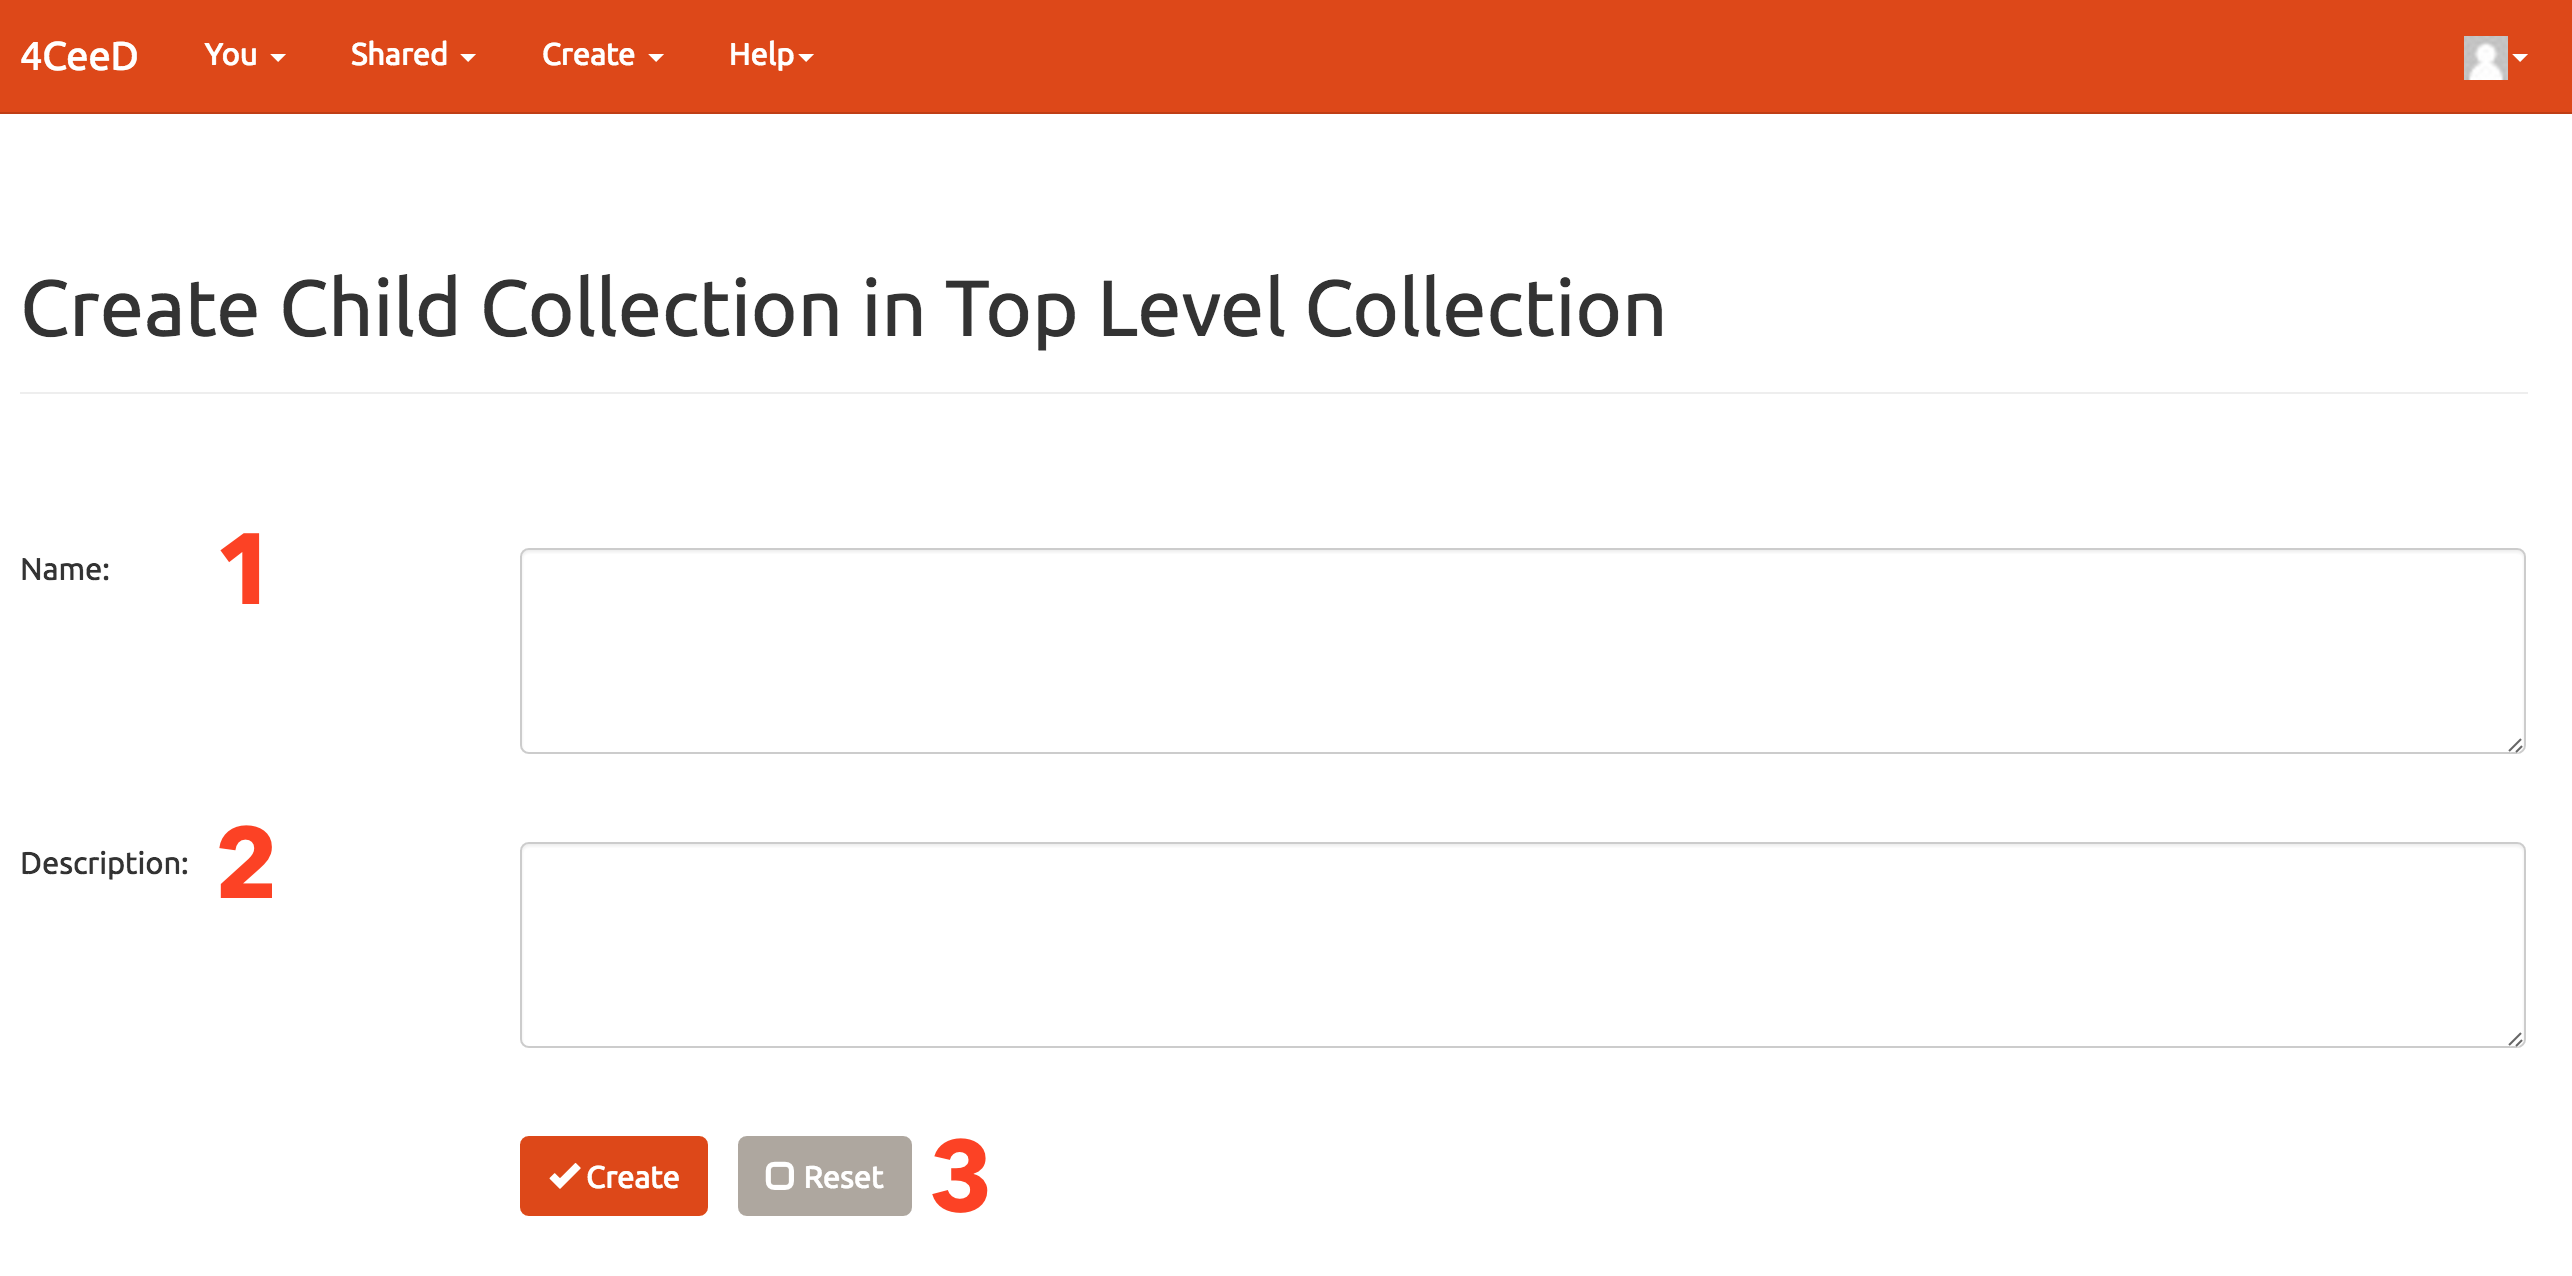 4CeeD You Shared Create Help
Create Child Collection in Top Level Collection
Name: 1
Description: 2
Create Reset 3